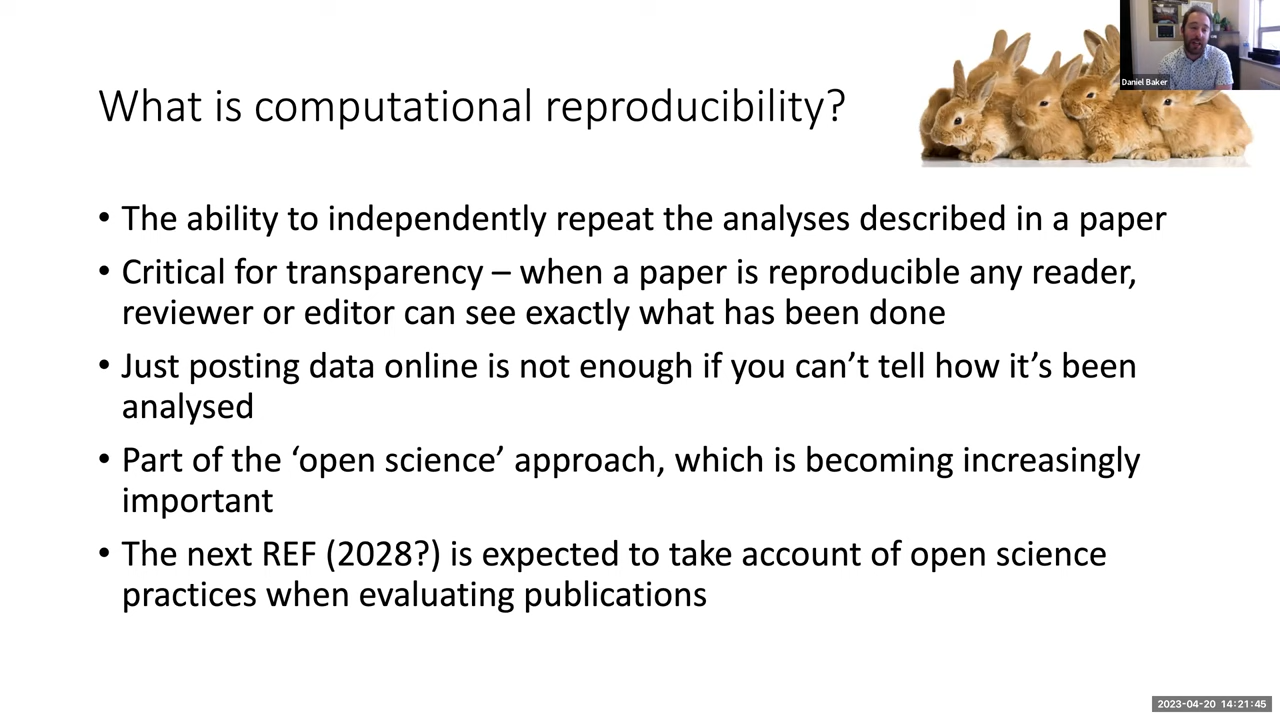 Daniel Baker
What is computational reproducibility?
• The ability to independently repeat the analyses described in a paper
• Critical for transparency – when a paper is reproducible any reader,
reviewer or editor can see exactly what has been done
• Just posting data online is not enough if you can’t tell how it’s been
analysed
• Part of the ‘open science’ approach, which is becoming increasingly
important
• The next REF (2028?) is expected to take account of open science
practices when evaluating publications
2023-04-20 14:21:45